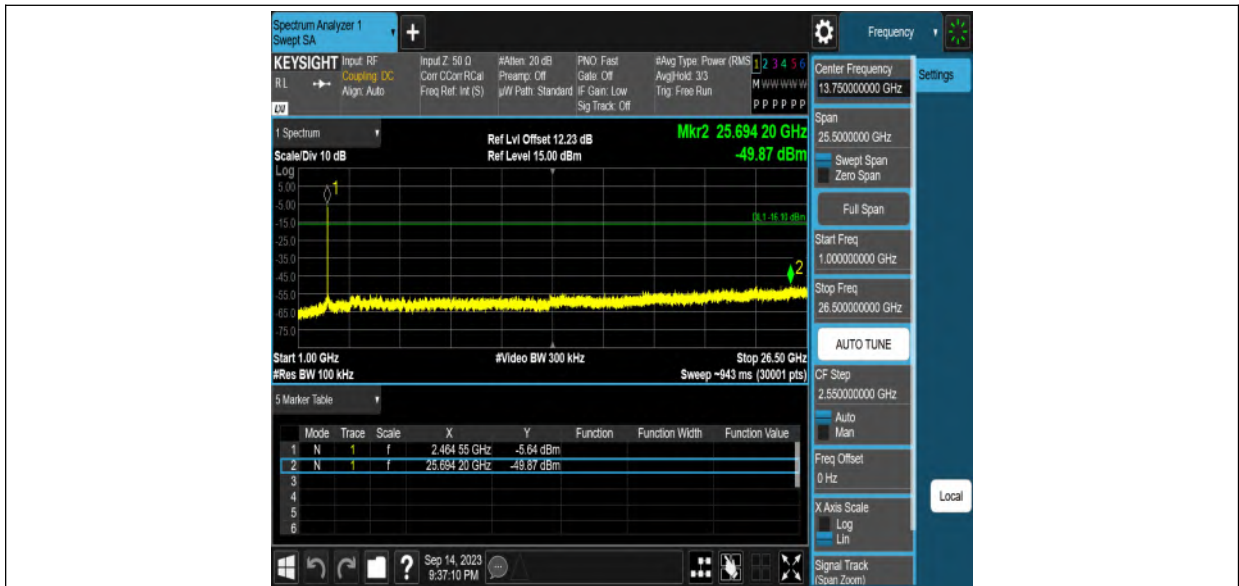 Spectrum Analyzer 1
Swept SA
+
Frequency
KEYSIGHT
RL
LXI
Input: RF
Coupling: DC
Align: Auto
Input Z: 50 Ω
Corr CCorr RCal
Freq Ref: Int (S)
#Atten: 20 dB
Preamp: Off
µW Path: Standard
PNO: Fast
Gate: Off
IF Gain: Low
Sig Track: Off
#Avg Type: Power (RMS
Avg|Hold: 3/3
Trig: Free Run
1 2 3 4 5 6
M W W W W W
P P P P P P
1 Spectrum
Scale/Div 10 dB
Ref Lvl Offset 12.23 dB
Ref Level 15.00 dBm
Mkr2 25.694 20 GHz
-49.87 dBm
Log
5.00
-5.00
-15.0
-25.0
-35.0
-45.0
-55.0
-65.0
-75.0
1
2
DL1 -16.10 dBm
Start 1.00 GHz
#Res BW 100 kHz
#Video BW 300 kHz
Stop 26.50 GHz
Sweep ~943 ms (30001 pts)
5 Marker Table
Mode Trace Scale X Y Function Function Width Function Value
1 N 1 f 2.464 55 GHz -5.64 dBm
2 N 1 f 25.694 20 GHz -49.87 dBm
3
4
5
6
?
Sep 14, 2023
9:37:10 PM
Center Frequency
13.750000000 GHz
Settings
Span
25.5000000 GHz
Swept Span
Zero Span
Full Span
Start Freq
1.000000000 GHz
Stop Freq
26.500000000 GHz
AUTO TUNE
CF Step
2.550000000 GHz
Auto
Man
Freq Offset
0 Hz
X Axis Scale
Log
Lin
Local
Signal Track
(Span Zoom)